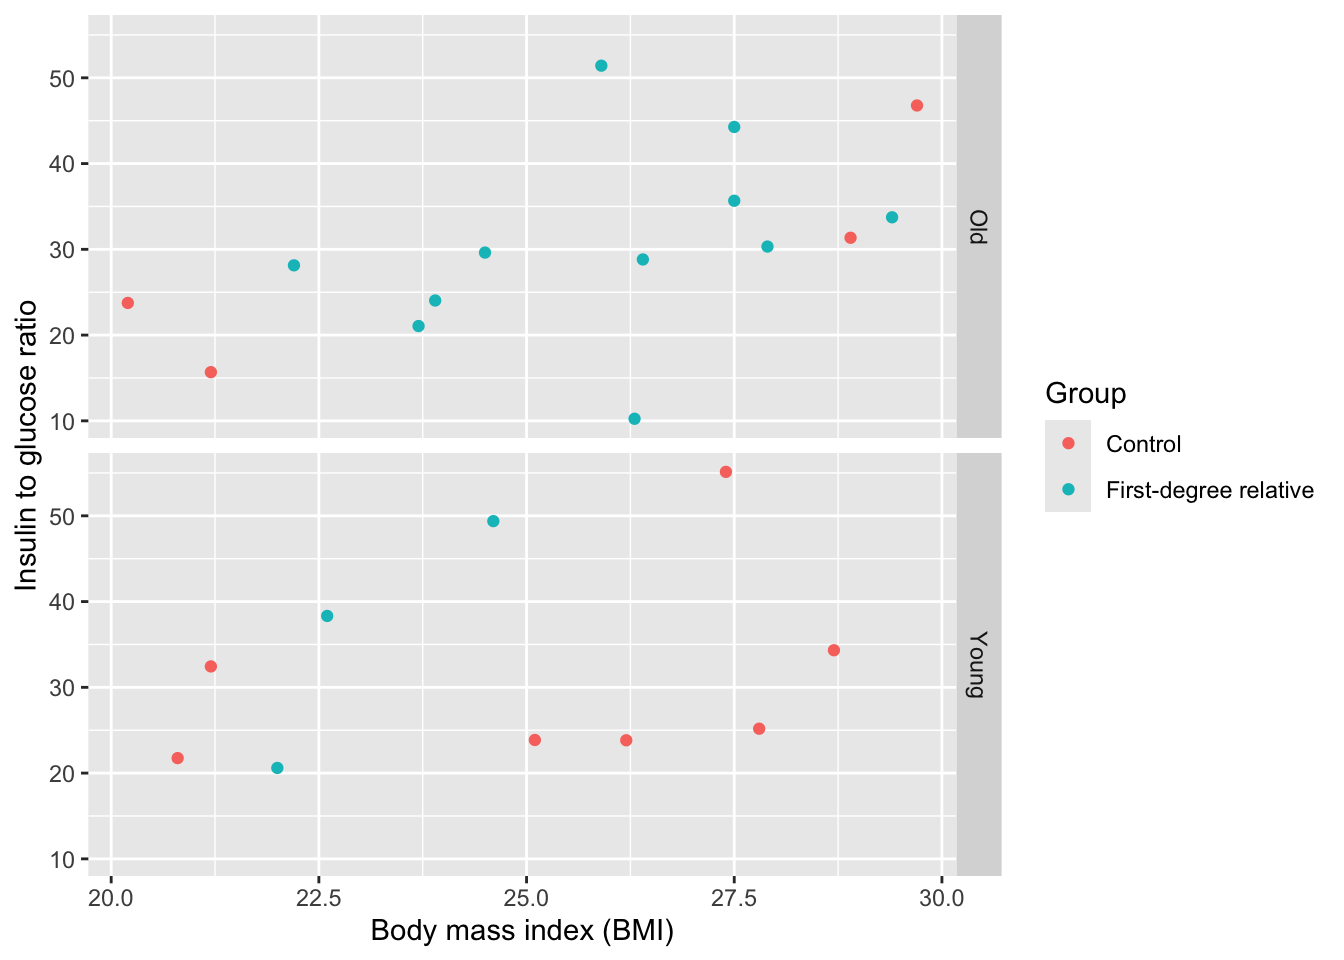 Insulin to glucose ratio
50
40
30
20
10
Old
50
40
30
20
10
Young
20.0 22.5 25.0 27.5 30.0
Body mass index (BMI)
Group
Control
First-degree relative